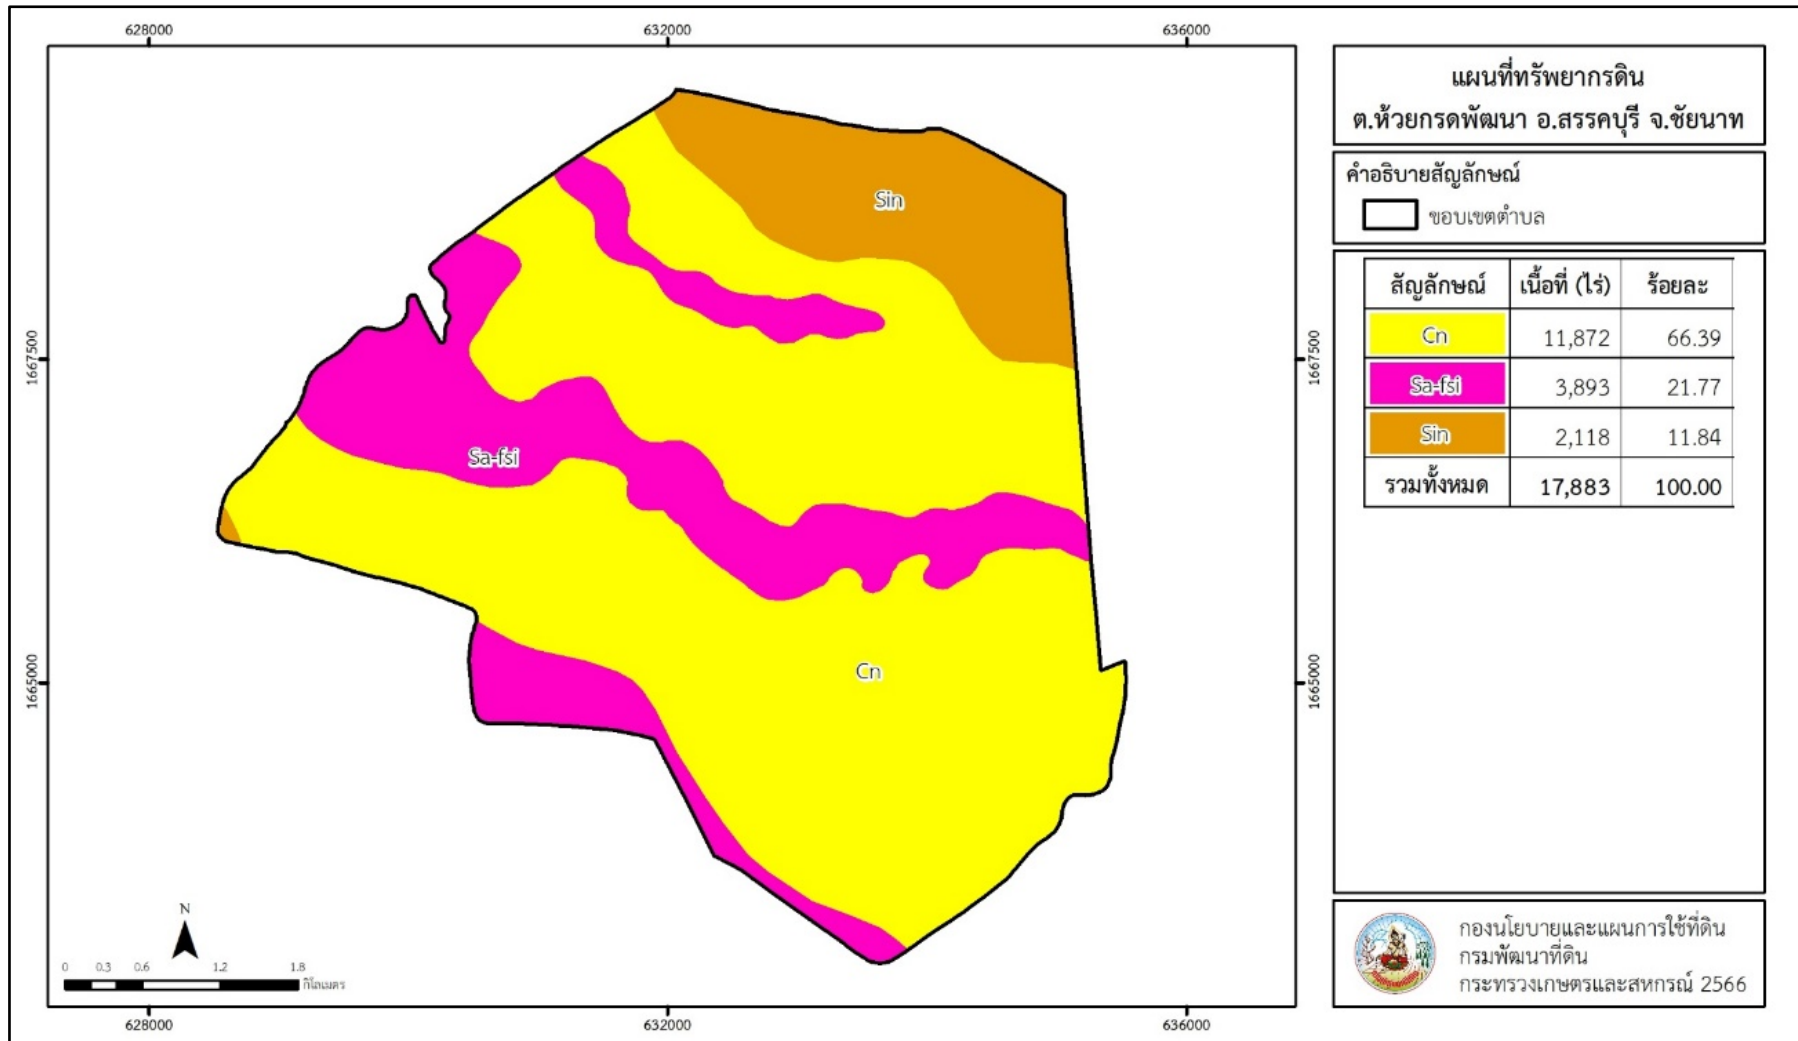 628000
632000
636000
แผนที่ทรัพยากรดิน
ต.ห้วยกรดพัฒนา อ.สรรคบุรี จ.ชัยนาท
คำอธิบายสัญลักษณ์
ขอบเขตตำบล
สัญลักษณ์ เนื้อที่ (ไร่) ร้อยละ
Cn 11,872 66.39
Sa-fsi 3,893 21.77
Sin 2,118 11.84
รวมทั้งหมด 17,883 100.00
Sin
Sa-fsi
Cn
1667500
1667500
1665000
1665000
N
0 0.3 0.6 1.2 1.8
กิโลเมตร
628000
632000
636000
กองนโยบายและแผนการใช้ที่ดิน
กรมพัฒนาที่ดิน
กระทรวงเกษตรและสหกรณ์ 2566